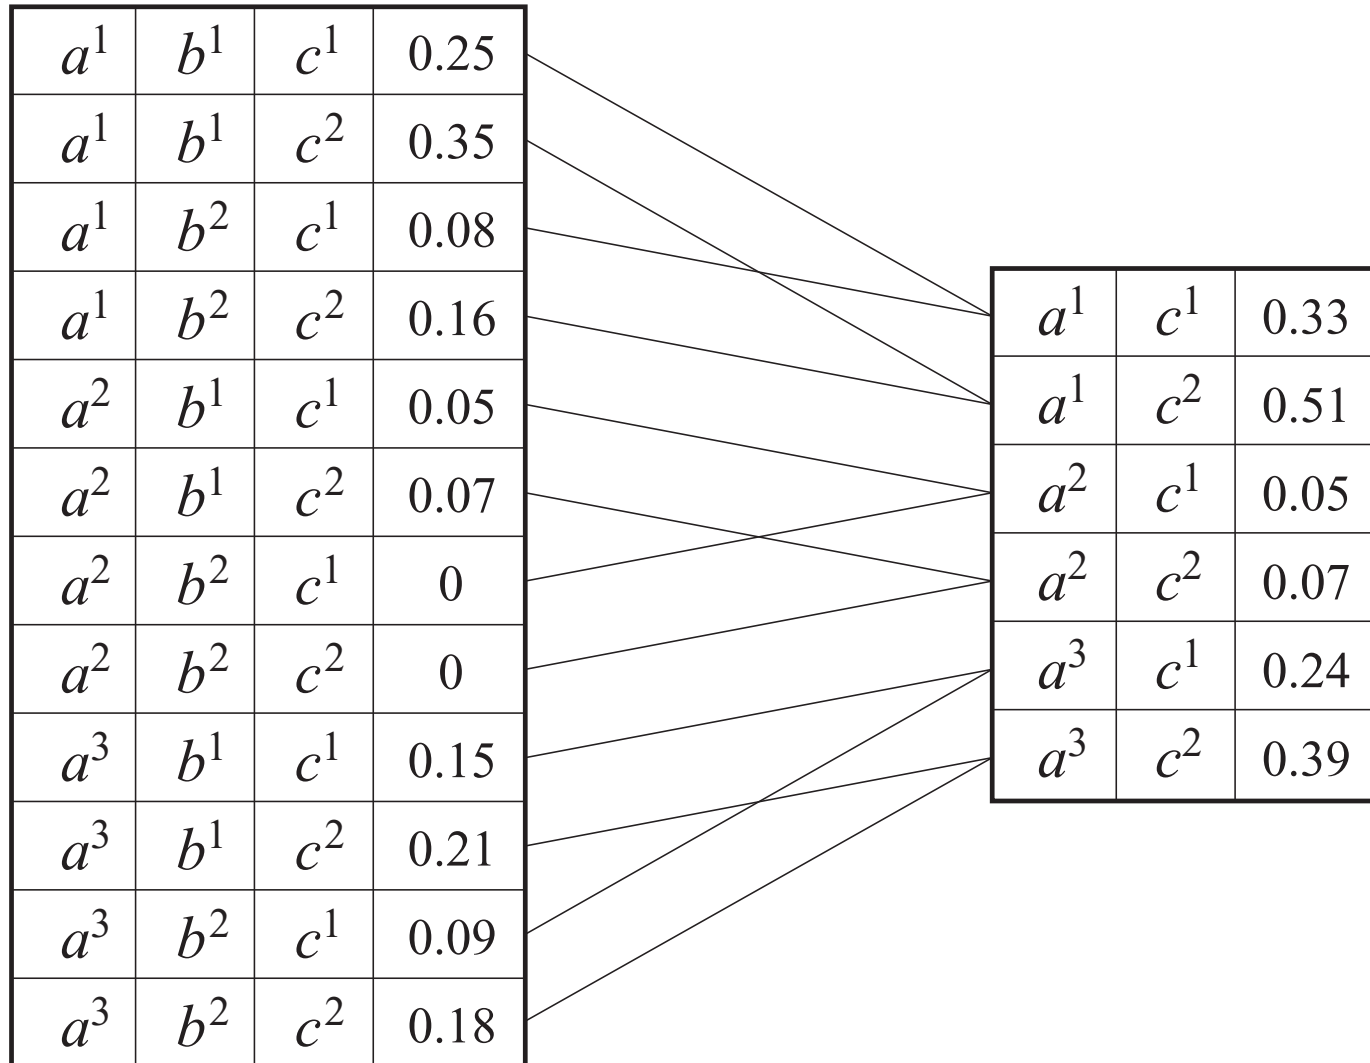 a¹ b¹ c¹ 0.25
a¹ b¹ c² 0.35
a¹ b² c¹ 0.08
a¹ b² c² 0.16
a² b¹ c¹ 0.05
a² b¹ c² 0.07
a² b² c¹ 0
a² b² c² 0
a³ b¹ c¹ 0.15
a³ b¹ c² 0.21
a³ b² c¹ 0.09
a³ b² c² 0.18
a¹ c¹ 0.33
a¹ c² 0.51
a² c¹ 0.05
a² c² 0.07
a³ c¹ 0.24
a³ c² 0.39